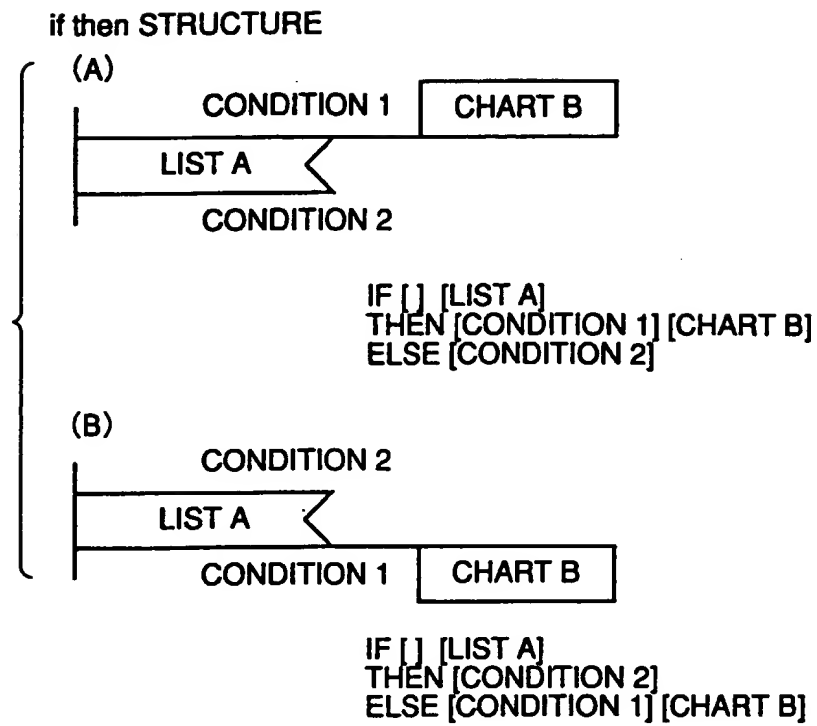 if then STRUCTURE
(A)
CONDITION 1 CHART B
LIST A
CONDITION 2
IF [ ] [LIST A]
THEN [CONDITION 1] [CHART B]
ELSE [CONDITION 2]
(B)
CONDITION 2
LIST A
CONDITION 1 CHART B
IF [ ] [LIST A]
THEN [CONDITION 2]
ELSE [CONDITION 1] [CHART B]